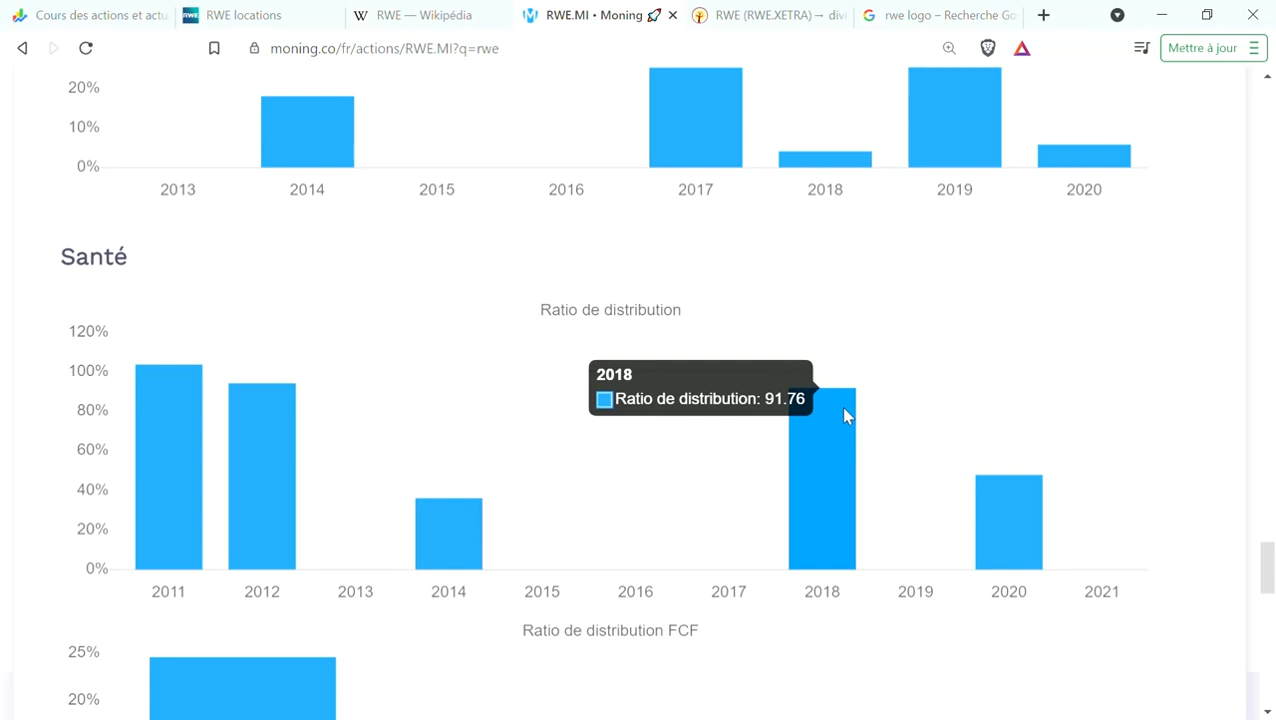 Cours des actions et actu
RWE locations
RWE — Wikipédia
RWE.MI • Moning
RWE (RWE.XETRA) → div
rwe logo – Recherche Go
moning.co/fr/actions/RWE.MI?q=rwe
Mettre à jour
20%
10%
0%
2013 2014 2015 2016 2017 2018 2019 2020
Santé
Ratio de distribution
120%
100%
80%
60%
40%
20%
0%
2018
Ratio de distribution: 91.76
2011 2012 2013 2014 2015 2016 2017 2018 2019 2020 2021
Ratio de distribution FCF
25%
20%